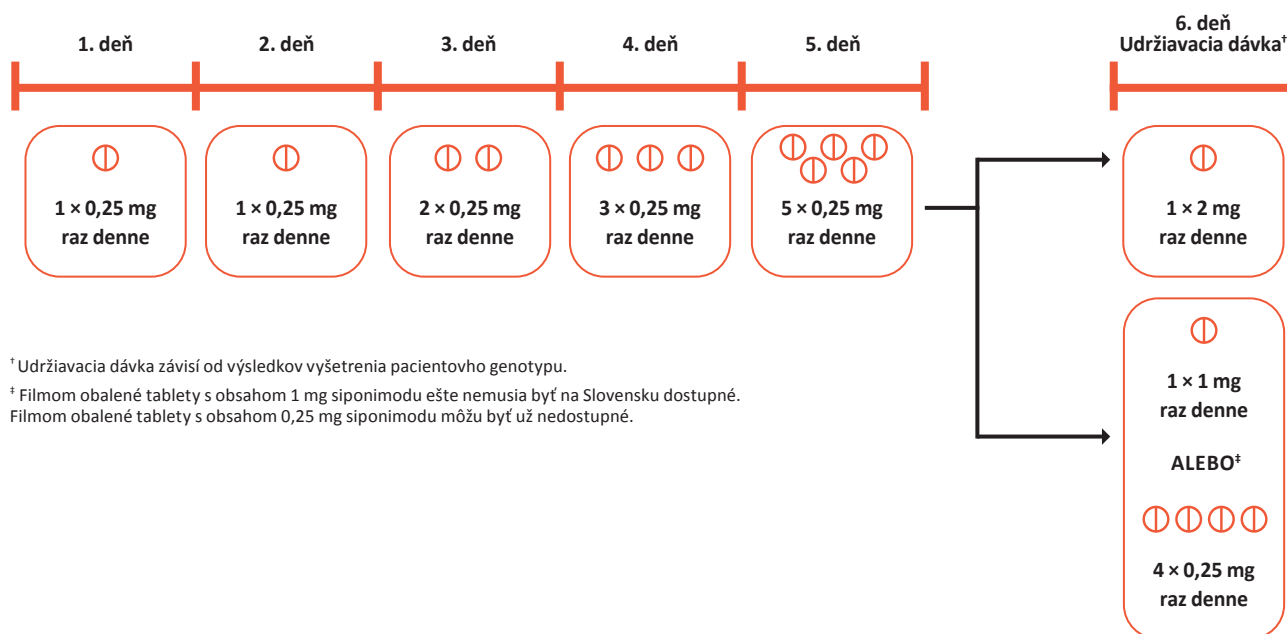 1. deň
2. deň
3. deň
4. deň
5. deň
6. deň
Udržiavacia dávka†
1 × 0,25 mg
raz denne
1 × 0,25 mg
raz denne
2 × 0,25 mg
raz denne
3 × 0,25 mg
raz denne
5 × 0,25 mg
raz denne
1 × 2 mg
raz denne
1 × 1 mg
raz denne
ALEBO‡
4 × 0,25 mg
raz denne
† Udržiavacia dávka závisí od výsledkov vyšetrenia pacientovho genotypu.
‡ Filmom obalené tablety s obsahom 1 mg siponimodu ešte nemusia byť na Slovensku dostupné.
Filmom obalené tablety s obsahom 0,25 mg siponimodu môžu byť už nedostupné.